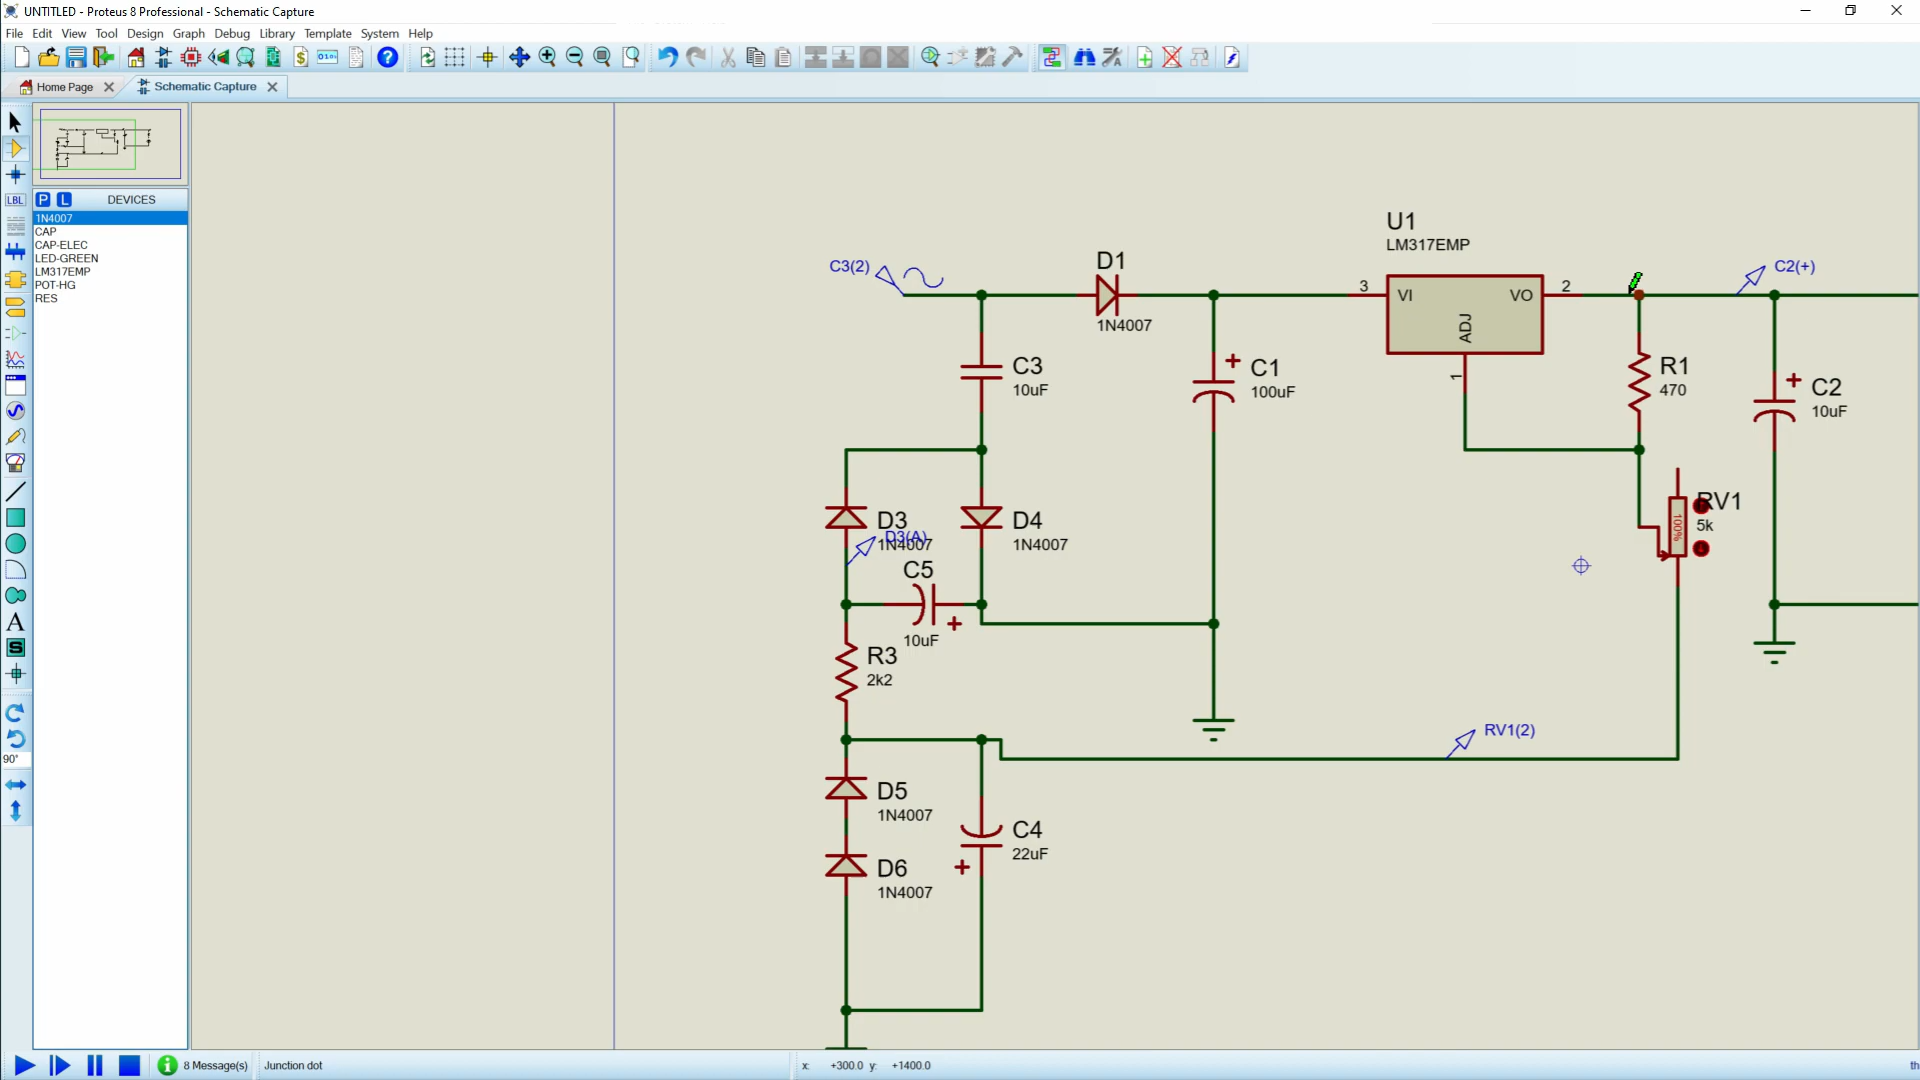 UNTITLED - Proteus 8 Professional - Schematic Capture
File Edit View Tool Design Graph Debug Library Template System Help
Home Page Schematic Capture
P L DEVICES
1N4007
CAP
CAP-ELEC
LED-GREEN
LM317EMP
POT-HG
RES
LBL
A
S
90°
U1
LM317EMP
C3(2)
D1
1N4007
3
VI
VO
ADJ
2
1
C2(+)
C3
10uF
C1
100uF
R1
470
C2
10uF
D3
1N4007
D3(A)
D4
1N4007
RV1
5k
100%
C5
10uF
R3
2k2
RV1(2)
D5
1N4007
D6
1N4007
C4
22uF
8 Message(s) Junction dot x: +300.0 y: +1400.0 th